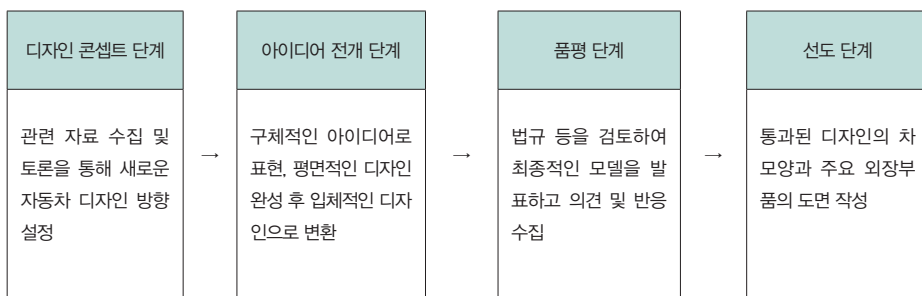 디자인 콘셉트 단계
관련 자료 수집 및
토론을 통해 새로운
자동차 디자인 방향
설정
→
아이디어 전개 단계
구체적인 아이디어로
표현, 평면적인 디자인
완성 후 입체적인 디자
인으로 변환
→
품평 단계
법규 등을 검토하여
최종적인 모델을 발
표하고 의견 및 반응
수집
→
선도 단계
통과된 디자인의 차
모양과 주요 외장부
품의 도면 작성